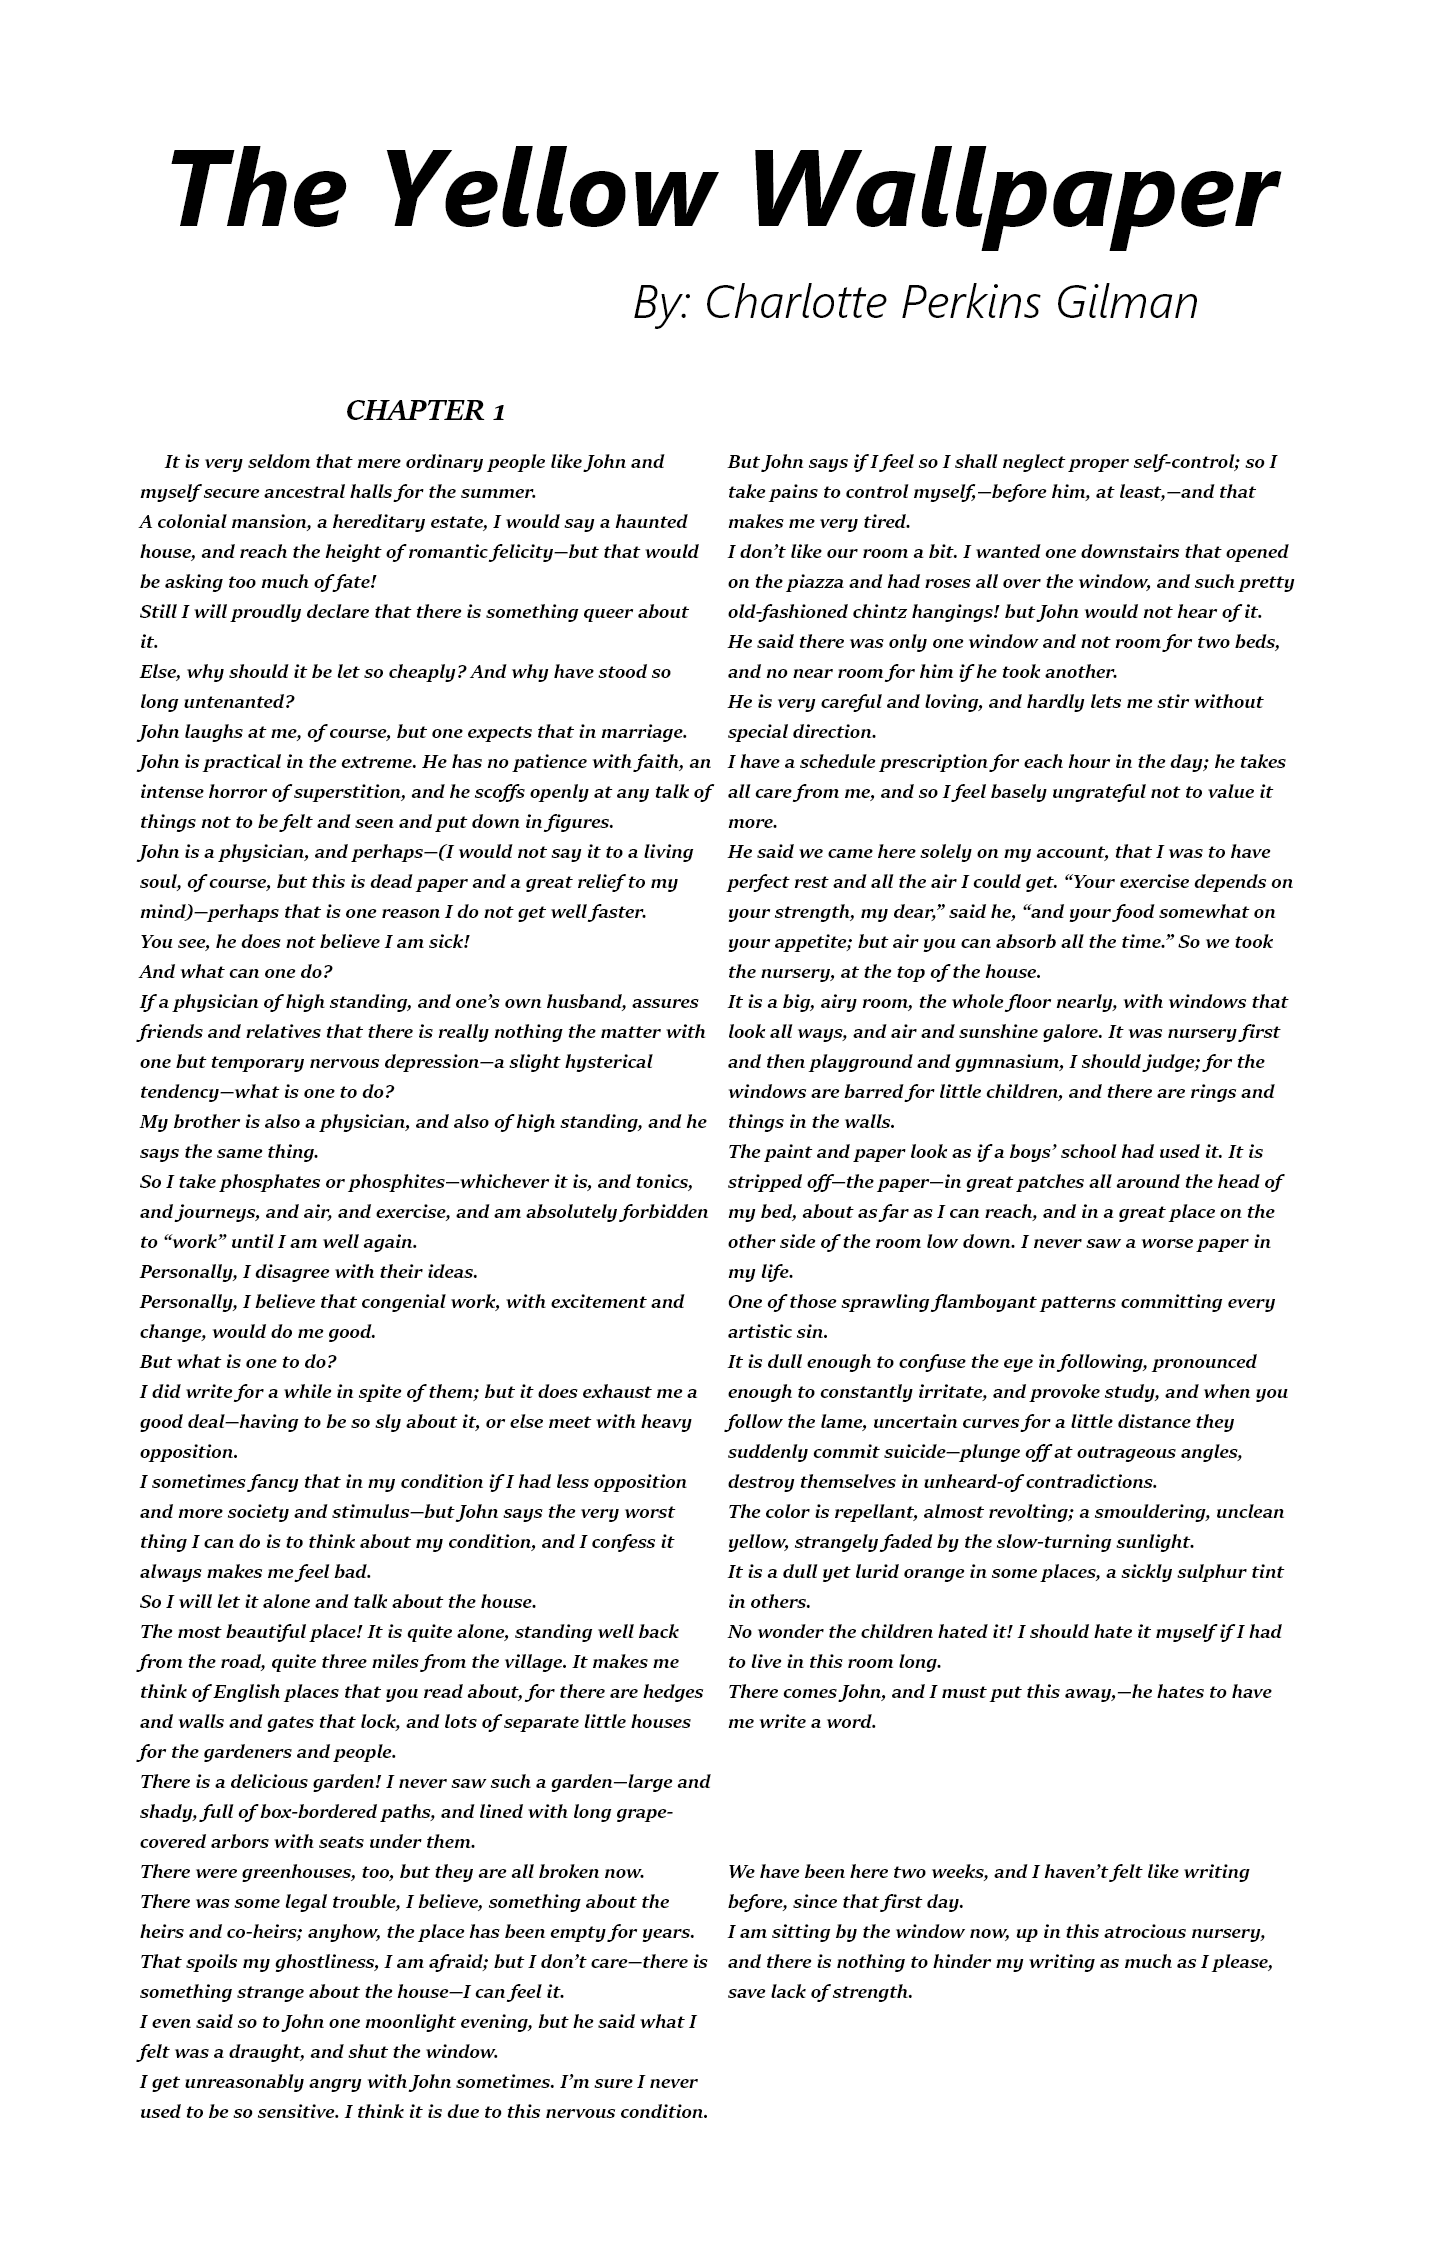 The Yellow Wallpaper
By: Charlotte Perkins Gilman
CHAPTER 1
It is very seldom that mere ordinary people like John and
myself secure ancestral halls for the summer.
A colonial mansion, a hereditary estate, I would say a haunted
house, and reach the height of romantic felicity—but that would
be asking too much of fate!
Still I will proudly declare that there is something queer about
it.
Else, why should it be let so cheaply? And why have stood so
long untenanted?
John laughs at me, of course, but one expects that in marriage.
John is practical in the extreme. He has no patience with faith, an
intense horror of superstition, and he scoffs openly at any talk of
things not to be felt and seen and put down in figures.
John is a physician, and perhaps—(I would not say it to a living
soul, of course, but this is dead paper and a great relief to my
mind)—perhaps that is one reason I do not get well faster.
You see, he does not believe I am sick!
And what can one do?
If a physician of high standing, and one’s own husband, assures
friends and relatives that there is really nothing the matter with
one but temporary nervous depression—a slight hysterical
tendency—what is one to do?
My brother is also a physician, and also of high standing, and he
says the same thing.
So I take phosphates or phosphites—whichever it is, and tonics,
and journeys, and air, and exercise, and am absolutely forbidden
to “work” until I am well again.
Personally, I disagree with their ideas.
Personally, I believe that congenial work, with excitement and
change, would do me good.
But what is one to do?
I did write for a while in spite of them; but it does exhaust me a
good deal—having to be so sly about it, or else meet with heavy
opposition.
I sometimes fancy that in my condition if I had less opposition
and more society and stimulus—but John says the very worst
thing I can do is to think about my condition, and I confess it
always makes me feel bad.
So I will let it alone and talk about the house.
The most beautiful place! It is quite alone, standing well back
from the road, quite three miles from the village. It makes me
think of English places that you read about, for there are hedges
and walls and gates that lock, and lots of separate little houses
for the gardeners and people.
There is a delicious garden! I never saw such a garden—large and
shady, full of box-bordered paths, and lined with long grape-
covered arbors with seats under them.
There were greenhouses, too, but they are all broken now.
There was some legal trouble, I believe, something about the
heirs and co-heirs; anyhow, the place has been empty for years.
That spoils my ghostliness, I am afraid; but I don’t care—there is
something strange about the house—I can feel it.
I even said so to John one moonlight evening, but he said what I
felt was a draught, and shut the window.
I get unreasonably angry with John sometimes. I’m sure I never
used to be so sensitive. I think it is due to this nervous condition.
But John says if I feel so I shall neglect proper self-control; so I
take pains to control myself,—before him, at least,—and that
makes me very tired.
I don’t like our room a bit. I wanted one downstairs that opened
on the piazza and had roses all over the window, and such pretty
old-fashioned chintz hangings! but John would not hear of it.
He said there was only one window and not room for two beds,
and no near room for him if he took another.
He is very careful and loving, and hardly lets me stir without
special direction.
I have a schedule prescription for each hour in the day; he takes
all care from me, and so I feel basely ungrateful not to value it
more.
He said we came here solely on my account, that I was to have
perfect rest and all the air I could get. “Your exercise depends on
your strength, my dear,” said he, “and your food somewhat on
your appetite; but air you can absorb all the time.” So we took
the nursery, at the top of the house.
It is a big, airy room, the whole floor nearly, with windows that
look all ways, and air and sunshine galore. It was nursery first
and then playground and gymnasium, I should judge; for the
windows are barred for little children, and there are rings and
things in the walls.
The paint and paper look as if a boys’ school had used it. It is
stripped off—the paper—in great patches all around the head of
my bed, about as far as I can reach, and in a great place on the
other side of the room low down. I never saw a worse paper in
my life.
One of those sprawling flamboyant patterns committing every
artistic sin.
It is dull enough to confuse the eye in following, pronounced
enough to constantly irritate, and provoke study, and when you
follow the lame, uncertain curves for a little distance they
suddenly commit suicide—plunge off at outrageous angles,
destroy themselves in unheard-of contradictions.
The color is repellant, almost revolting; a smouldering, unclean
yellow, strangely faded by the slow-turning sunlight.
It is a dull yet lurid orange in some places, a sickly sulphur tint
in others.
No wonder the children hated it! I should hate it myself if I had
to live in this room long.
There comes John, and I must put this away,—he hates to have
me write a word.
We have been here two weeks, and I haven’t felt like writing
before, since that first day.
I am sitting by the window now, up in this atrocious nursery,
and there is nothing to hinder my writing as much as I please,
save lack of strength.